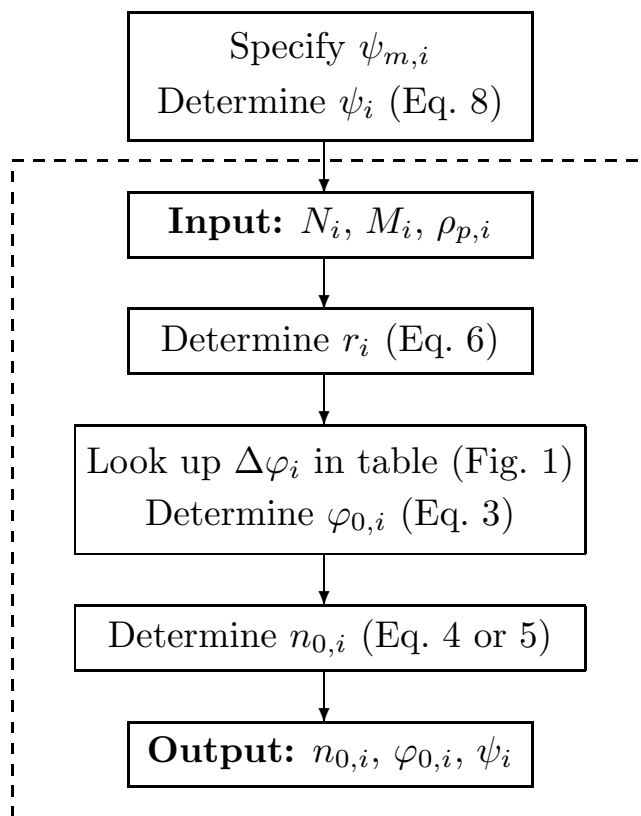 Specify ψ_{m,i}
Determine ψ_i (Eq. 8)
Input: N_i, M_i, ρ_{p,i}
Determine r_i (Eq. 6)
Look up Δφ_i in table (Fig. 1)
Determine φ_{0,i} (Eq. 3)
Determine n_{0,i} (Eq. 4 or 5)
Output: n_{0,i}, φ_{0,i}, ψ_i